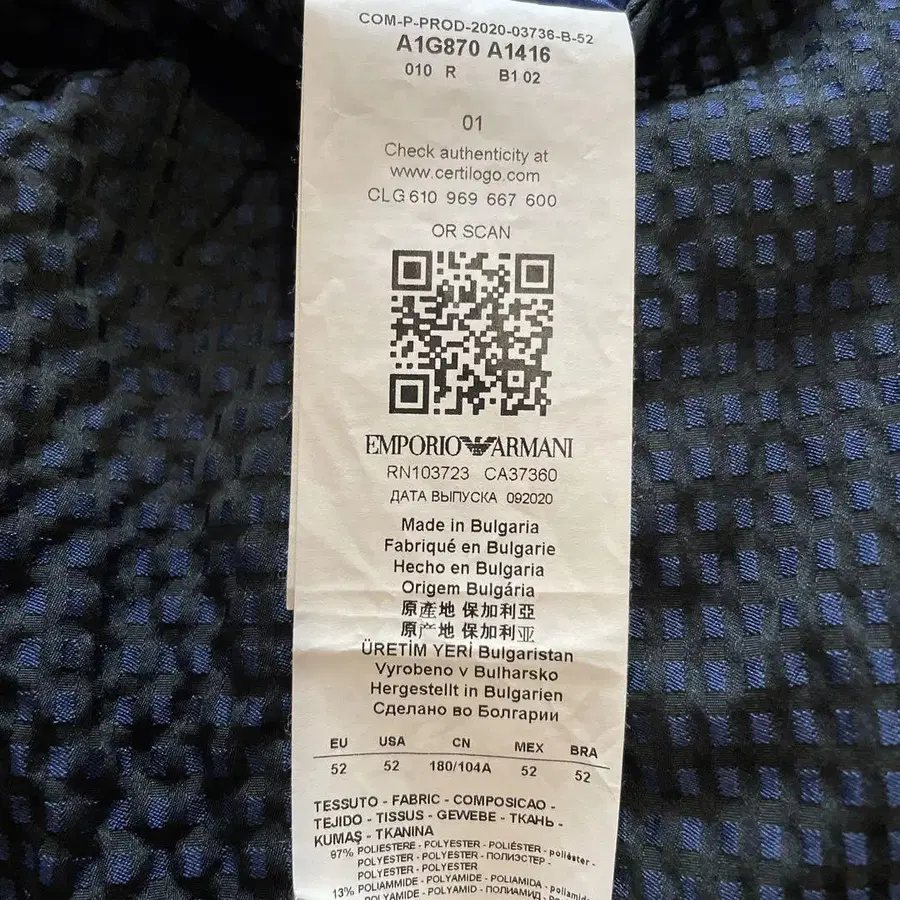 COM-P-PROD-2020-03736-B-52
A1G870 A1416
010 R B1 02
01
Check authenticity at
www.certilogo.com
CLG 610 969 667 600
OR SCAN
EMPORIO ARMANI
RN103723 CA37360
ДАТА ВЫПУСКА 092020
Made in Bulgaria
Fabriqué en Bulgarie
Hecho en Bulgaria
Origem Bulgária
原產地 保加利亞
原产地 保加利亚
ÜRETİM YERİ Bulgaristan
Vyrobeno v Bulharsko
Hergestellt in Bulgarien
Сделано во Болгарии
EU USA CN MEX BRA
52 52 180/104A 52 52
TESSUTO - FABRIC - COMPOSICAO -
TEJIDO - TISSUS - GEWEBE - ТКАНЬ -
KUMAŞ - TKANINA
87% POLIESTERE - POLYESTER - POLIÉSTER - poliéster -
POLYESTER - POLYESTER - ПОЛИЭСТЕР -
POLYESTER - POLYESTER
13% POLIAMMIDE - POLYAMIDE - POLIAMIDA - poliamida
POLYAMIDE - POLYAMID - ПОЛИАМИД -